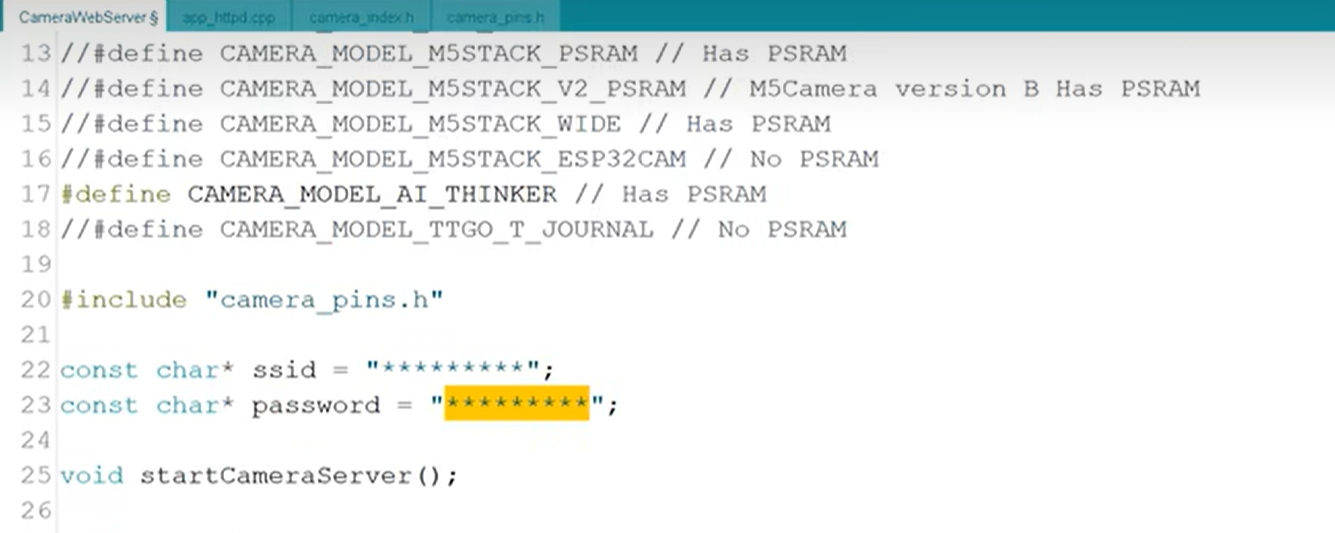 CameraWebServer § app_httpd.cpp camera_index.h camera_pins.h
13 //#define CAMERA_MODEL_M5STACK_PSRAM // Has PSRAM
14 //#define CAMERA_MODEL_M5STACK_V2_PSRAM // M5Camera version B Has PSRAM
15 //#define CAMERA_MODEL_M5STACK_WIDE // Has PSRAM
16 //#define CAMERA_MODEL_M5STACK_ESP32CAM // No PSRAM
17 #define CAMERA_MODEL_AI_THINKER // Has PSRAM
18 //#define CAMERA_MODEL_TTGO_T_JOURNAL // No PSRAM
19
20 #include "camera_pins.h"
21
22 const char* ssid = "*********";
23 const char* password = "*********";
24
25 void startCameraServer();
26